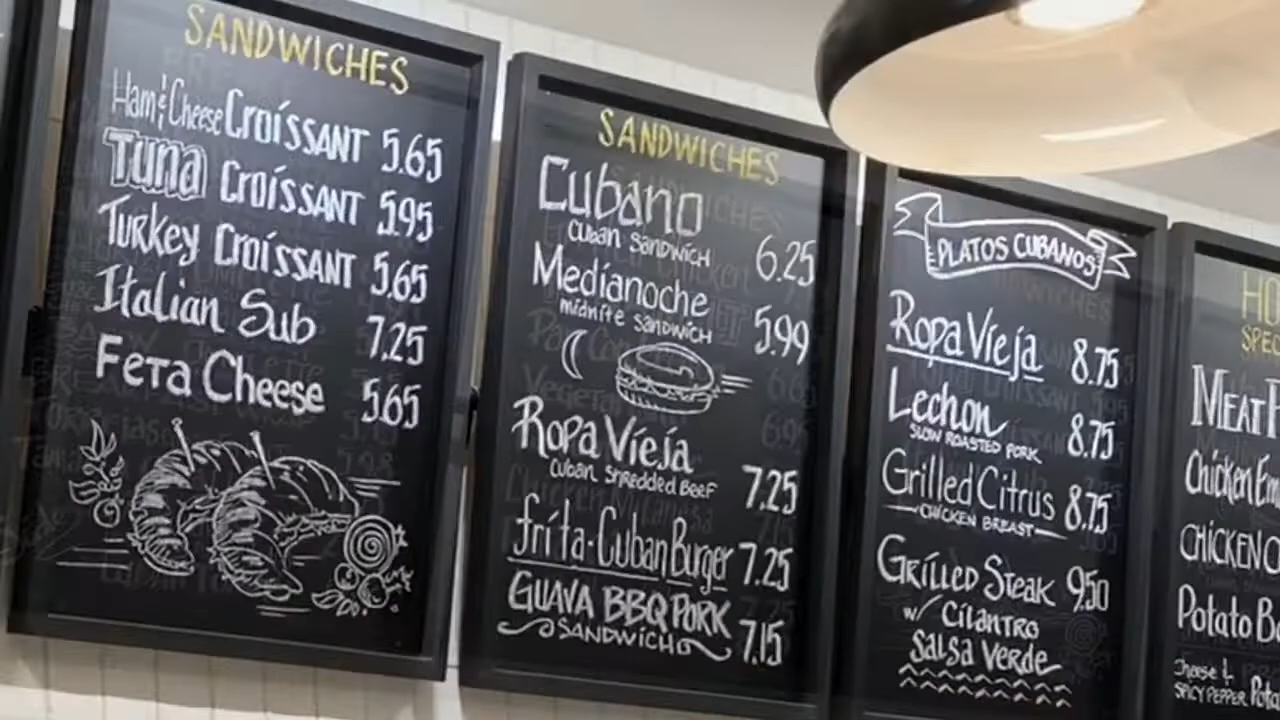 SANDWICHES
Ham & Cheese Croissant 5.65
Tuna Croissant 5.95
Turkey Croissant 5.65
Italian Sub 7.25
Feta Cheese 5.65
SANDWICHES
Cubano
Cuban Sandwich 6.25
Medianoche
midnite sandwich 5.99
Ropa Vieja
Cuban Shredded Beef 7.25
frita-Cuban Burger 7.25
GUAVA BBQ PORK
SANDWICH 7.15
PLATOS CUBANOS
Ropa Vieja 8.75
Lechon 8.75
SLOW ROASTED PORK
Grilled Citrus 8.75
CHICKEN BREAST
GRILLED STEAK 9.50
w/ CILANTRO
SALSA VERDE
Chicken
CHICKEN
Potato
Cheese &
SPICY PEPPER